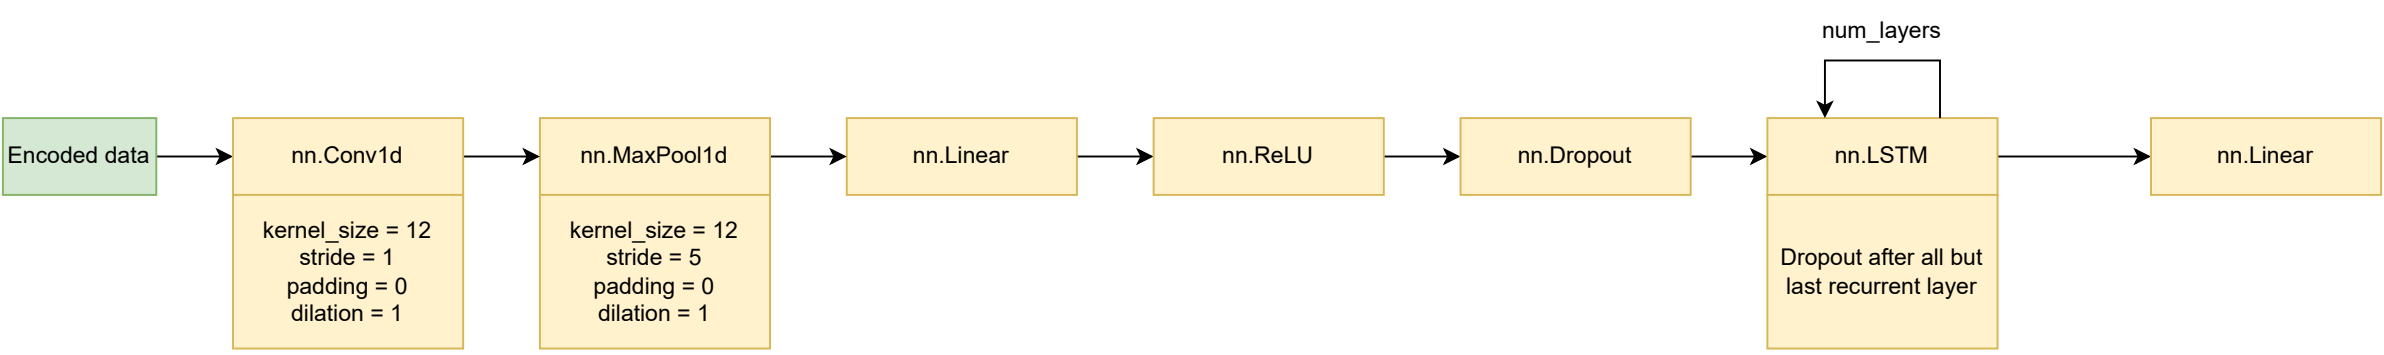 num_layers
Encoded data
nn.Conv1d
kernel_size = 12
stride = 1
padding = 0
dilation = 1
nn.MaxPool1d
kernel_size = 12
stride = 5
padding = 0
dilation = 1
nn.Linear
nn.ReLU
nn.Dropout
nn.LSTM
Dropout after all but
last recurrent layer
nn.Linear